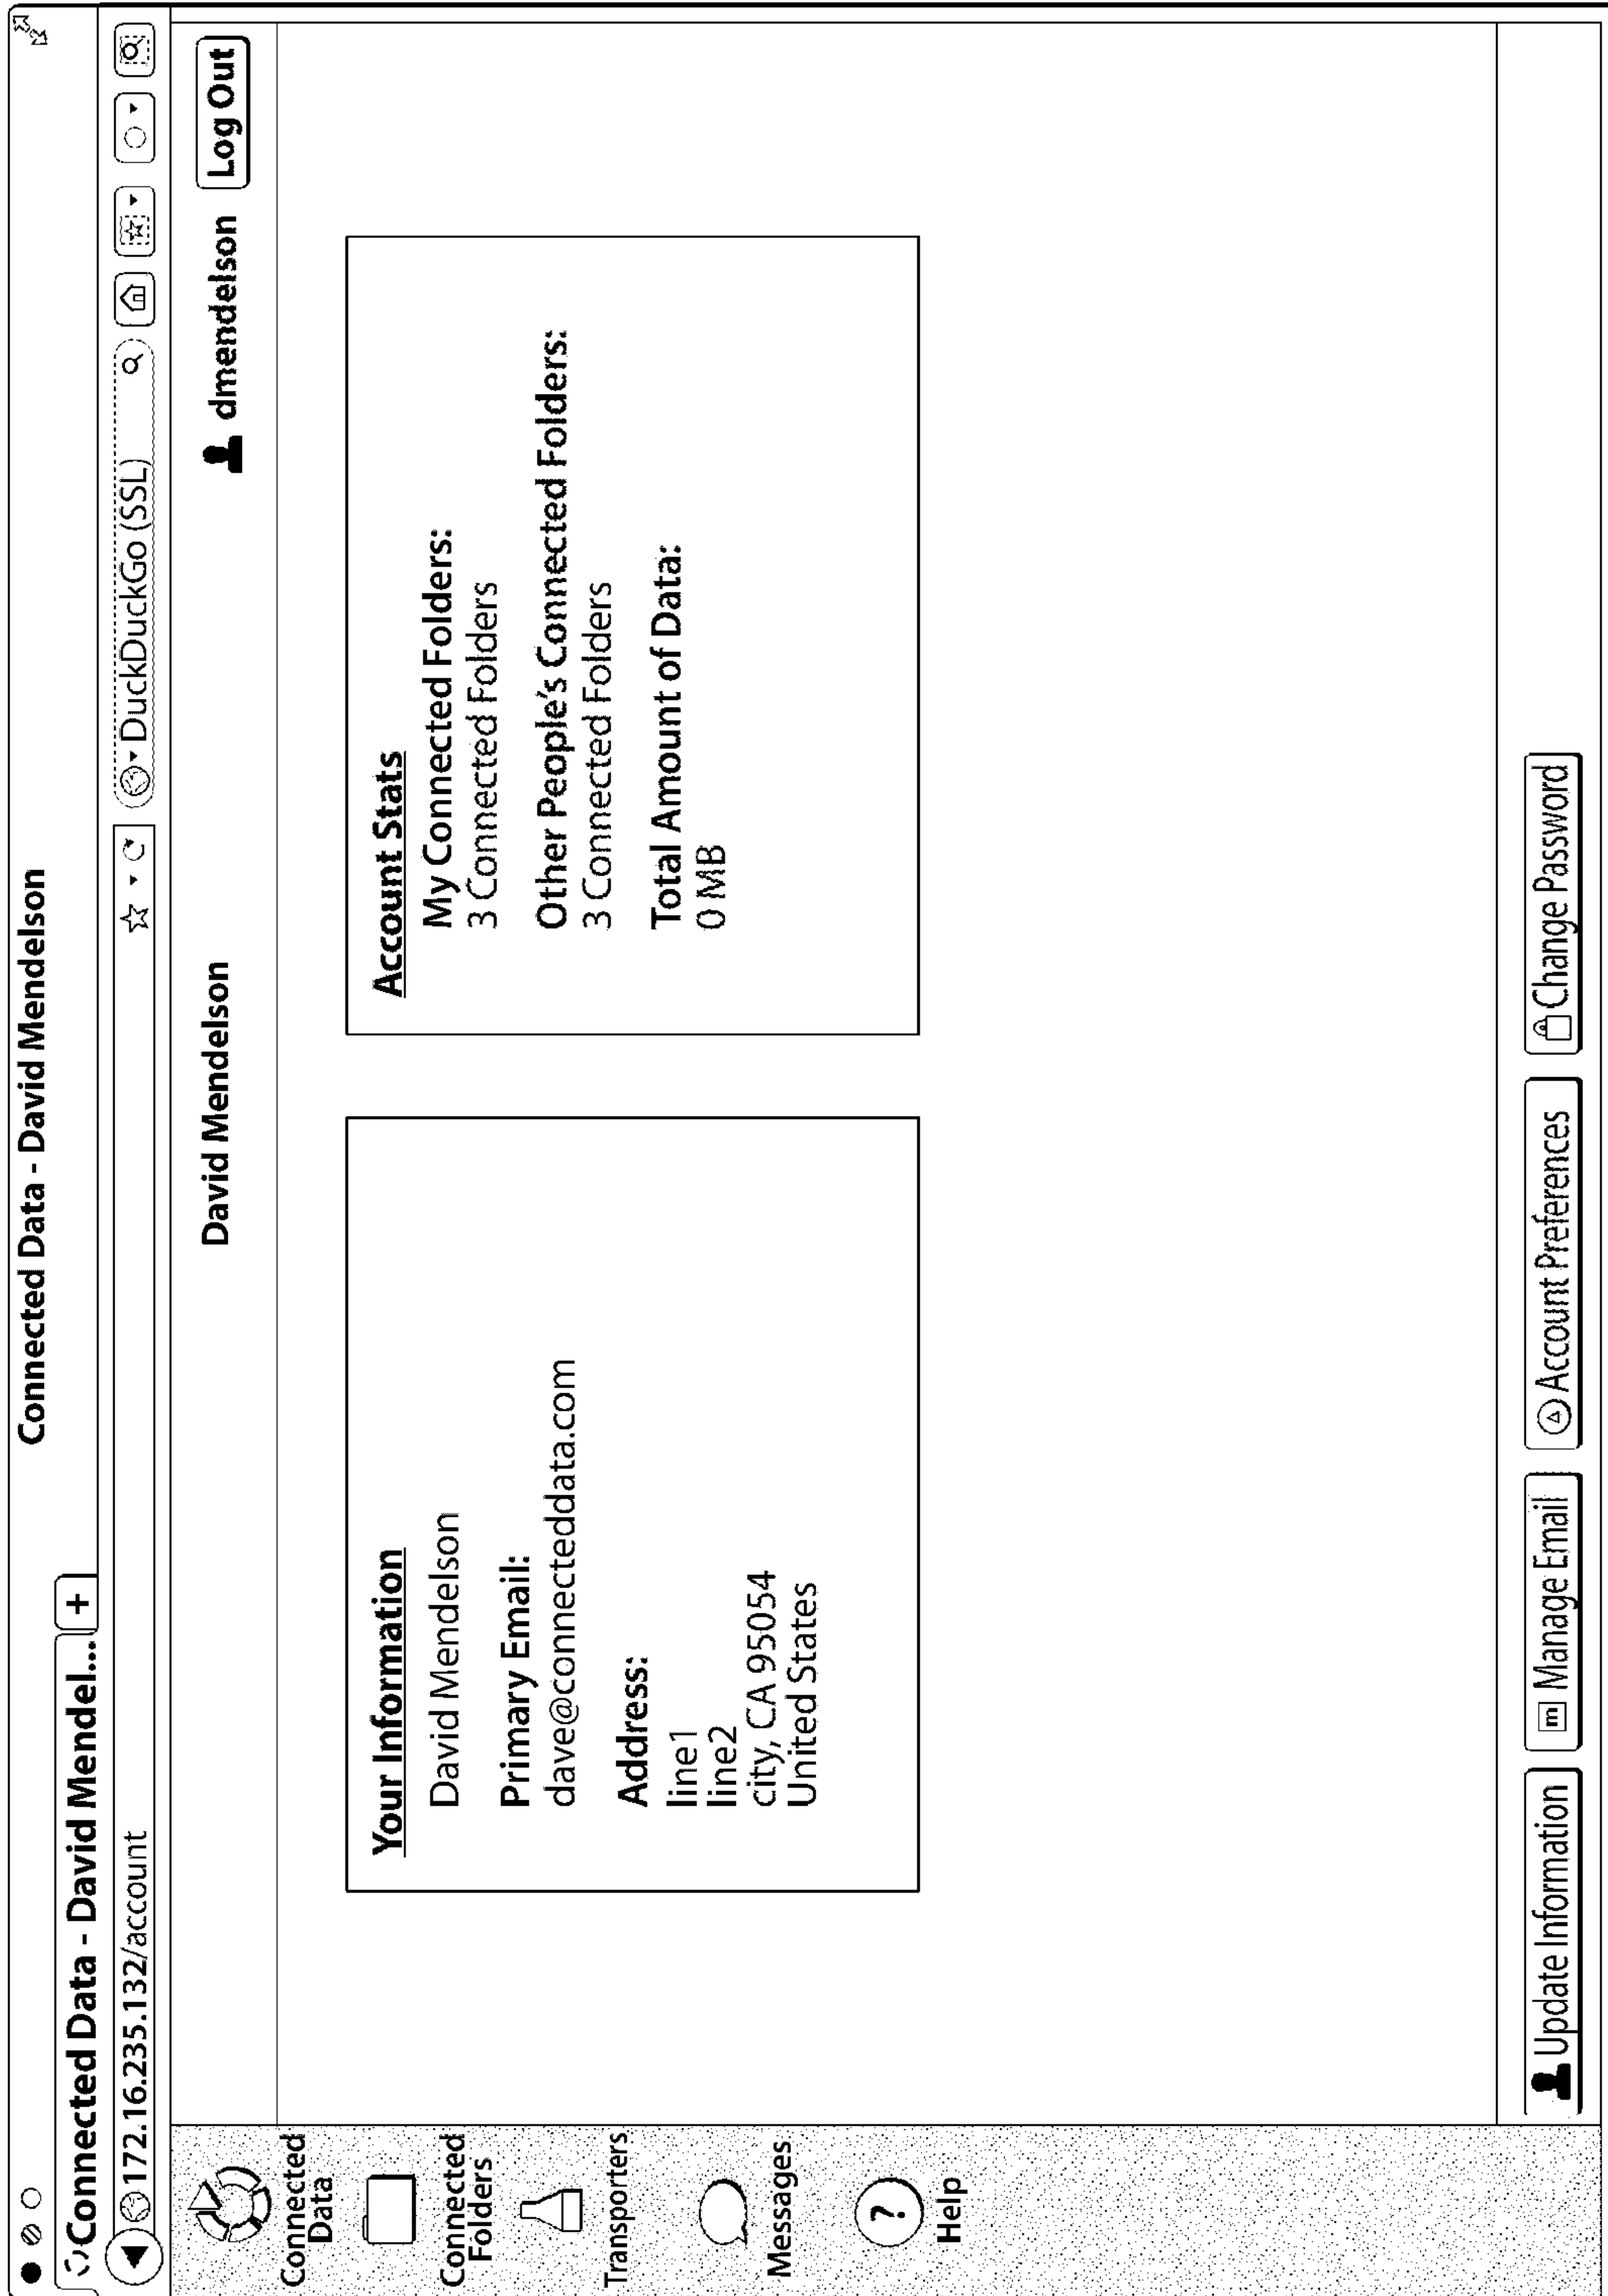 Connected Data - David Mendelson
Connected Data - David Mendel...
+
172.16.235.132/account
DuckDuckGo (SSL)
David Mendelson
dmendelson
Log Out
Connected
Data
Connected
Folders
Transporters
Messages
?
Help
Your Information
David Mendelson
Primary Email:
dave@connecteddata.com
Address:
line1
line2
city, CA 95054
United States
Account Stats
My Connected Folders:
3 Connected Folders
Other People's Connected Folders:
3 Connected Folders
Total Amount of Data:
0 MB
Update Information
m Manage Email
Account Preferences
Change Password